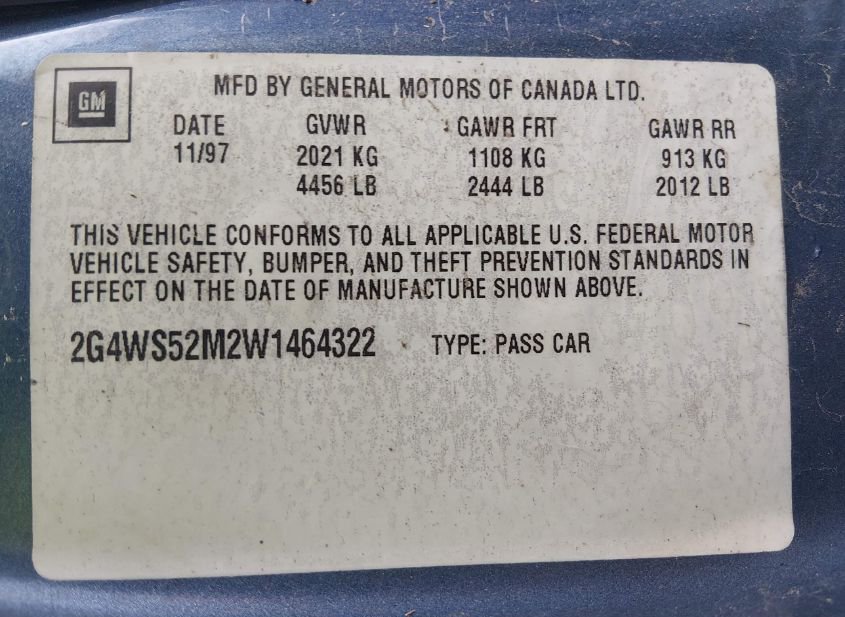 GM
MFD BY GENERAL MOTORS OF CANADA LTD.
DATE GVWR GAWR FRT GAWR RR
11/97 2021 KG 1108 KG 913 KG
4456 LB 2444 LB 2012 LB
THIS VEHICLE CONFORMS TO ALL APPLICABLE U.S. FEDERAL MOTOR
VEHICLE SAFETY, BUMPER, AND THEFT PREVENTION STANDARDS IN
EFFECT ON THE DATE OF MANUFACTURE SHOWN ABOVE.
2G4WS52M2W1464322 TYPE: PASS CAR